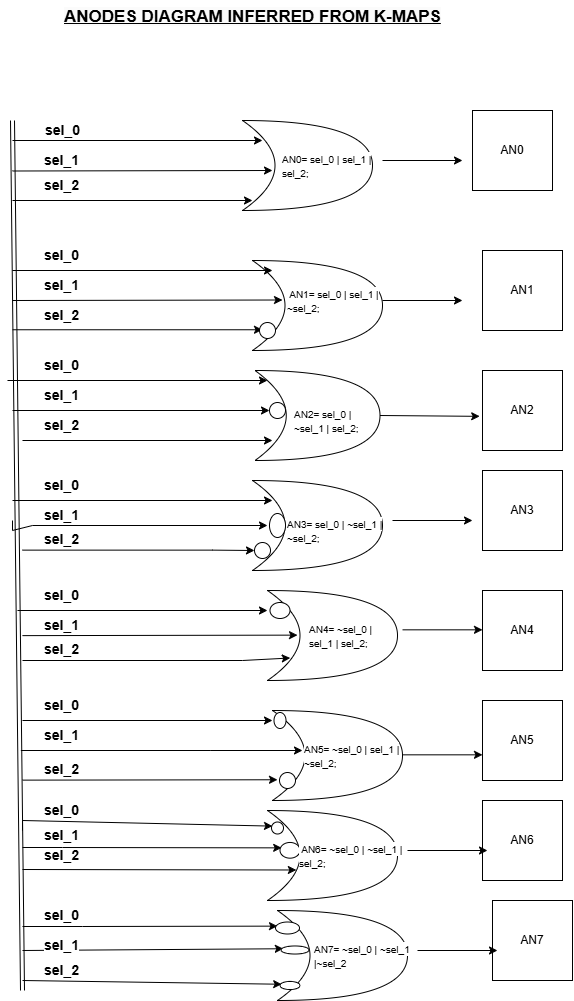 ANODES DIAGRAM INFERRED FROM K-MAPS
sel_0
sel_1
sel_2
AN0= sel_0 | sel_1 |
sel_2;
AN0
sel_0
sel_1
sel_2
AN1= sel_0 | sel_1 |
~sel_2;
AN1
sel_0
sel_1
sel_2
AN2= sel_0 |
~sel_1 | sel_2;
AN2
sel_0
sel_1
sel_2
AN3= sel_0 | ~sel_1 |
~sel_2;
AN3
sel_0
sel_1
sel_2
AN4= ~sel_0 |
sel_1 | sel_2;
AN4
sel_0
sel_1
sel_2
AN5= ~sel_0 | sel_1 |
~sel_2;
AN5
sel_0
sel_1
sel_2
AN6= ~sel_0 | ~sel_1 |
sel_2;
AN6
sel_0
sel_1
sel_2
AN7= ~sel_0 | ~sel_1
|~sel_2
AN7